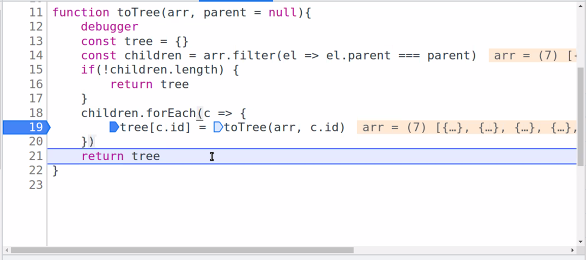 11 function toTree(arr, parent = null){
12 debugger
13 const tree = {}
14 const children = arr.filter(el => el.parent === parent) arr = (7) [
15 if(!children.length) {
16 return tree
17 }
18 children.forEach(c => {
19 tree[c.id] = toTree(arr, c.id) arr = (7) [{…}, {…}, {…}, {…},
20 })
21 return tree
22 }
23